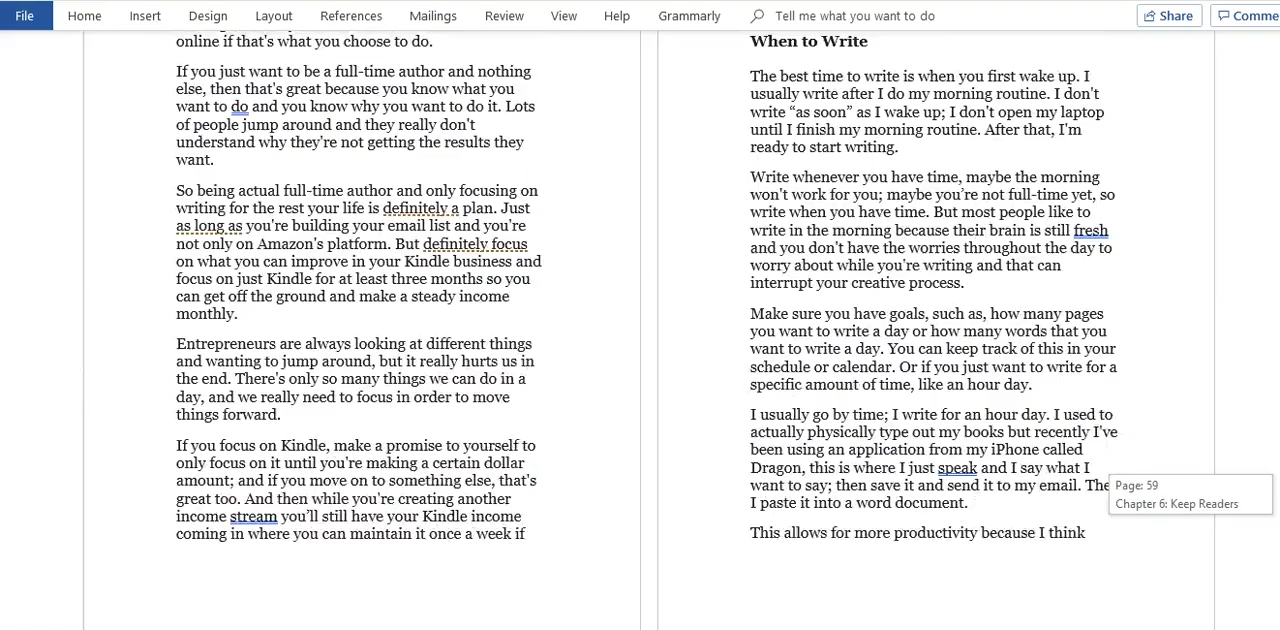 File Home Insert Design Layout References Mailings Review View Help Grammarly Tell me what you want to do Share Comme
online if that's what you choose to do.
If you just want to be a full-time author and nothing
else, then that's great because you know what you
want to do and you know why you want to do it. Lots
of people jump around and they really don't
understand why they're not getting the results they
want.
So being actual full-time author and only focusing on
writing for the rest your life is definitely a plan. Just
as long as you're building your email list and you're
not only on Amazon's platform. But definitely focus
on what you can improve in your Kindle business and
focus on just Kindle for at least three months so you
can get off the ground and make a steady income
monthly.
Entrepreneurs are always looking at different things
and wanting to jump around, but it really hurts us in
the end. There's only so many things we can do in a
day, and we really need to focus in order to move
things forward.
If you focus on Kindle, make a promise to yourself to
only focus on it until you're making a certain dollar
amount; and if you move on to something else, that's
great too. And then while you're creating another
income stream you'll still have your Kindle income
coming in where you can maintain it once a week if
When to Write
The best time to write is when you first wake up. I
usually write after I do my morning routine. I don't
write “as soon” as I wake up; I don't open my laptop
until I finish my morning routine. After that, I'm
ready to start writing.
Write whenever you have time, maybe the morning
won't work for you; maybe you're not full-time yet, so
write when you have time. But most people like to
write in the morning because their brain is still fresh
and you don't have the worries throughout the day to
worry about while you're writing and that can
interrupt your creative process.
Make sure you have goals, such as, how many pages
you want to write a day or how many words that you
want to write a day. You can keep track of this in your
schedule or calendar. Or if you just want to write for a
specific amount of time, like an hour day.
I usually go by time; I write for an hour day. I used to
actually physically type out my books but recently I've
been using an application from my iPhone called
Dragon, this is where I just speak and I say what I
want to say; then save it and send it to my email. The
I paste it into a word document.
This allows for more productivity because I think
Page: 59
Chapter 6: Keep Readers